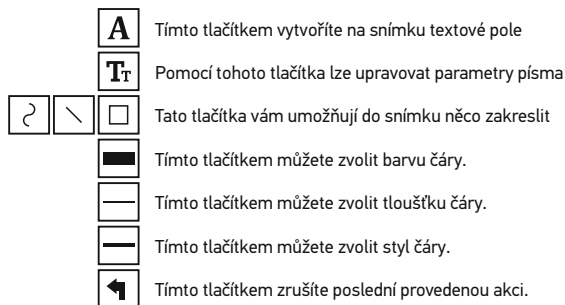 A Tímto tlačítkem vytvoříte na snímku textové pole
TT Pomocí tohoto tlačítka lze upravovat parametry písma
Tato tlačítka vám umožňují do snímku něco zakreslit
Tímto tlačítkem můžete zvolit barvu čáry.
Tímto tlačítkem můžete zvolit tloušťku čáry.
Tímto tlačítkem můžete zvolit styl čáry.
Tímto tlačítkem zrušíte poslední provedenou akci.